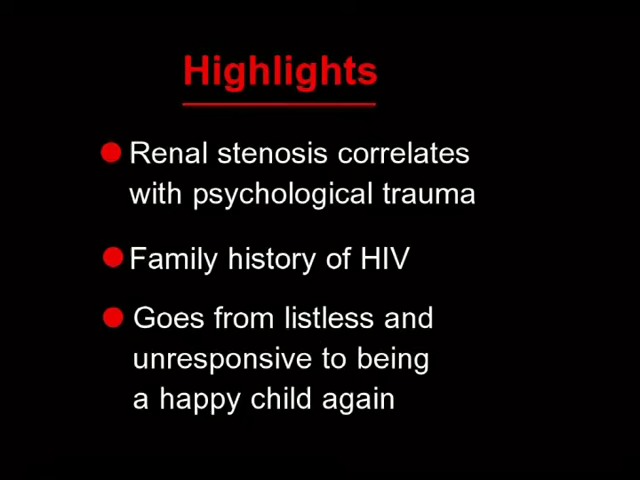 Highlights
Renal stenosis correlates
with psychological trauma
Family history of HIV
Goes from listless and
unresponsive to being
a happy child again